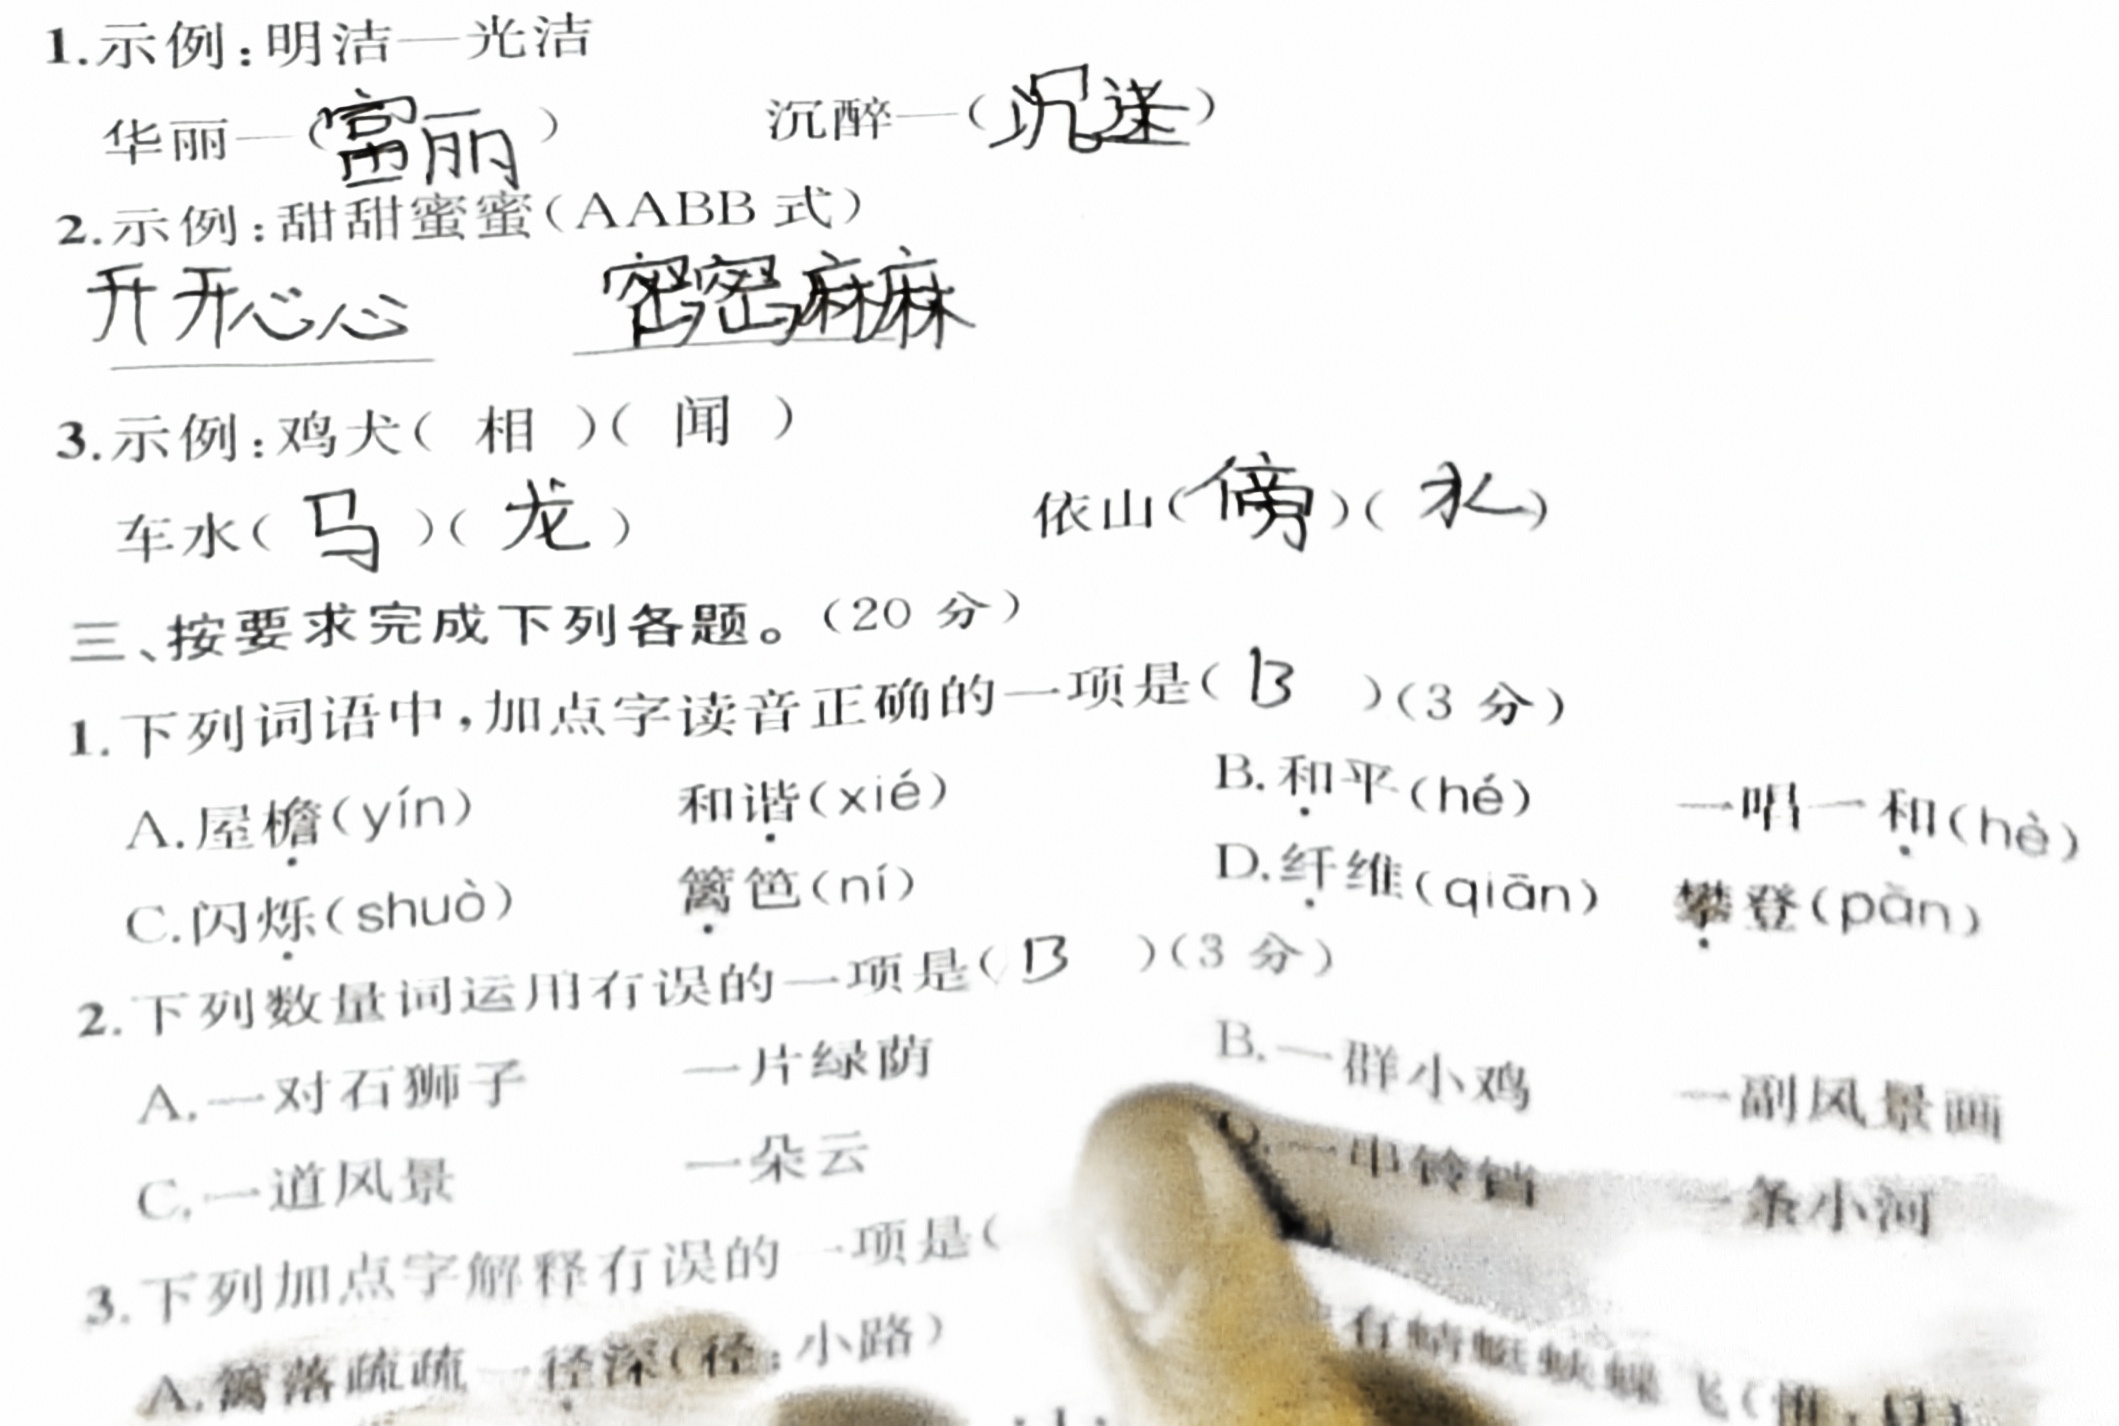 1.示例:明洁—光洁
华丽—(富丽) 沉醉—(沉迷)
2.示例:甜甜蜜蜜(AABB 式)
开开心心 密密麻麻
3.示例:鸡犬( 相 )( 闻 )
车水( 马 )( 龙 ) 依山( 傍 )( 水 )
三、按要求完成下列各题。(20 分)
1.下列词语中,加点字读音正确的一项是( B )(3 分)
A.屋檐(yín) 和谐(xié) B.和平(hé) 一唱一和(hè)
C.闪烁(shuò) 篱笆(ní) D.纤维(qiān) 攀登(pàn)
2.下列数量词运用有误的一项是( B )(3 分)
A.一对石狮子 一片绿荫 B.一群小鸡 一副风景画
C.一道风景 一朵云 一串铃铛 一条小河
3.下列加点字解释有误的一项是(
A.篱落疏疏一径深(径:小路) 有蜻蜓蛱蝶飞(惟: